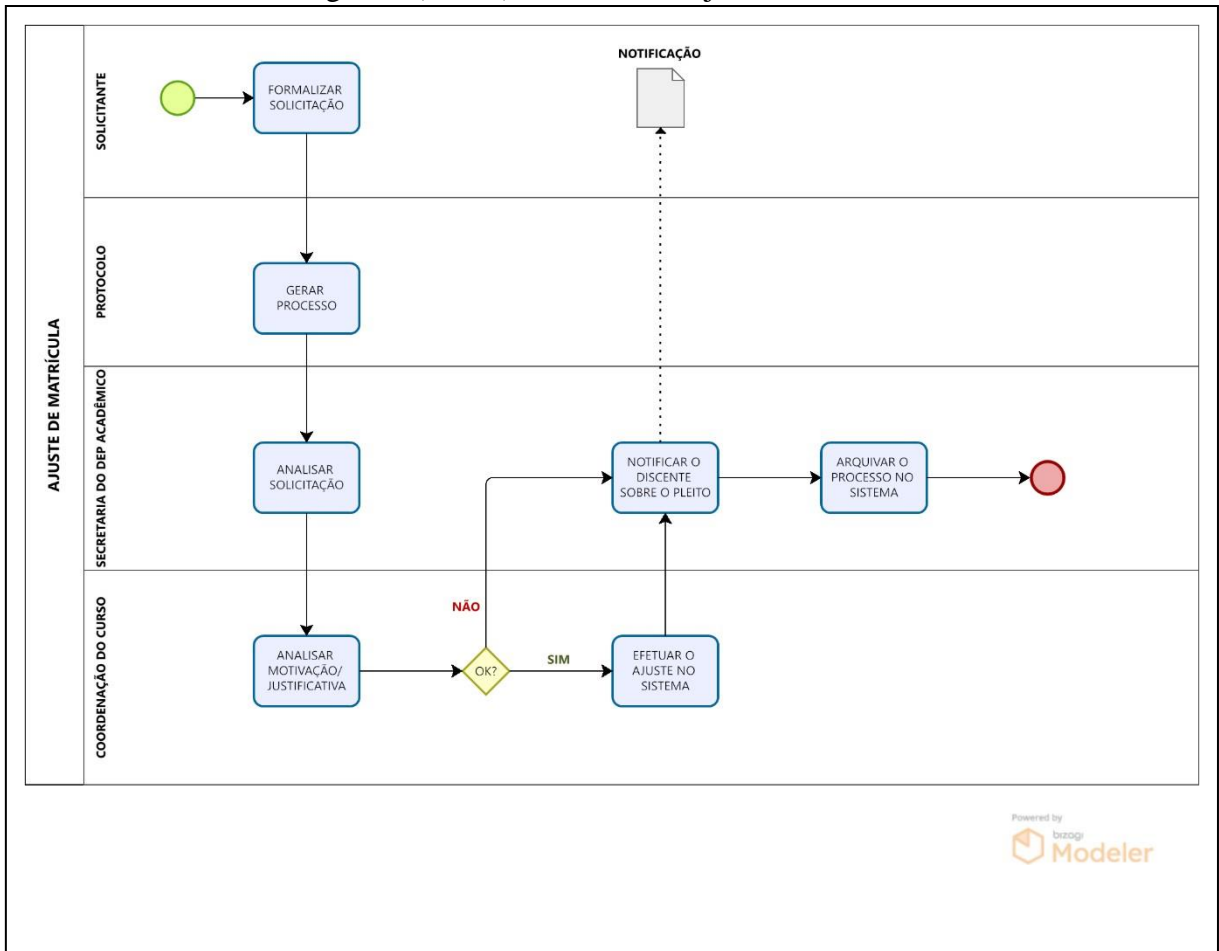 AJUSTE DE MATRÍCULA
SOLICITANTE
FORMALIZAR
SOLICITAÇÃO
NOTIFICAÇÃO
PROTOCOLO
GERAR
PROCESSO
SECRETARIA DO DEP ACADÊMICO
ANALISAR
SOLICITAÇÃO
NOTIFICAR O
DISCENTE
SOBRE O PLEITO
ARQUIVAR O
PROCESSO NO
SISTEMA
COORDENAÇÃO DO CURSO
ANALISAR
MOTIVAÇÃO/
JUSTIFICATIVA
NÃO
OK?
SIM
EFETUAR O
AJUSTE NO
SISTEMA
Powered by
bizagi
Modeler